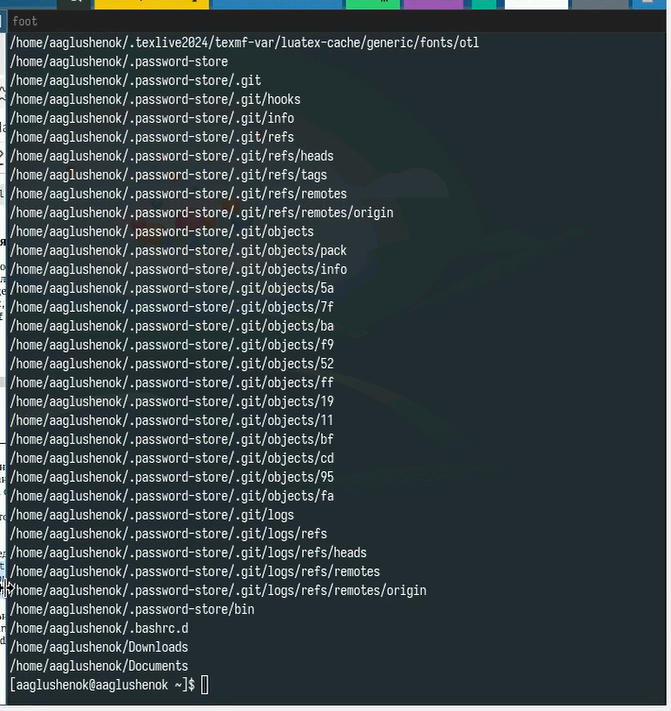 foot
/home/aaglushenok/.texlive2024/texmf-var/luatex-cache/generic/fonts/otl
/home/aaglushenok/.password-store
/home/aaglushenok/.password-store/.git
/home/aaglushenok/.password-store/.git/hooks
/home/aaglushenok/.password-store/.git/info
/home/aaglushenok/.password-store/.git/refs
/home/aaglushenok/.password-store/.git/refs/heads
/home/aaglushenok/.password-store/.git/refs/tags
/home/aaglushenok/.password-store/.git/refs/remotes
/home/aaglushenok/.password-store/.git/refs/remotes/origin
/home/aaglushenok/.password-store/.git/objects
/home/aaglushenok/.password-store/.git/objects/pack
/home/aaglushenok/.password-store/.git/objects/info
/home/aaglushenok/.password-store/.git/objects/5a
/home/aaglushenok/.password-store/.git/objects/7f
/home/aaglushenok/.password-store/.git/objects/ba
/home/aaglushenok/.password-store/.git/objects/f9
/home/aaglushenok/.password-store/.git/objects/52
/home/aaglushenok/.password-store/.git/objects/ff
/home/aaglushenok/.password-store/.git/objects/19
/home/aaglushenok/.password-store/.git/objects/11
/home/aaglushenok/.password-store/.git/objects/bf
/home/aaglushenok/.password-store/.git/objects/cd
/home/aaglushenok/.password-store/.git/objects/95
/home/aaglushenok/.password-store/.git/objects/fa
/home/aaglushenok/.password-store/.git/logs
/home/aaglushenok/.password-store/.git/logs/refs
/home/aaglushenok/.password-store/.git/logs/refs/heads
/home/aaglushenok/.password-store/.git/logs/refs/remotes
/home/aaglushenok/.password-store/.git/logs/refs/remotes/origin
/home/aaglushenok/.password-store/bin
/home/aaglushenok/.bashrc.d
/home/aaglushenok/Downloads
/home/aaglushenok/Documents
[aaglushenok@aaglushenok ~]$